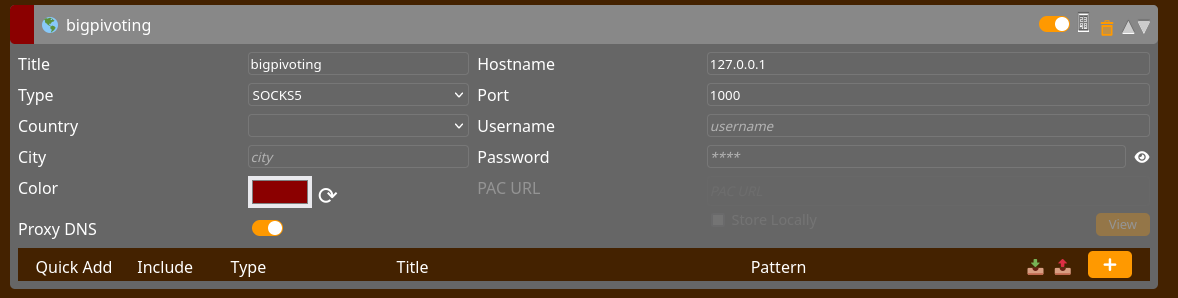 bigpivoting
Title bigpivoting Hostname 127.0.0.1
Type SOCKS5 Port 1000
Country Username username
City city Password ****
Color PAC URL PAC URL
Store Locally
Proxy DNS View
Quick Add Include Type Title Pattern +